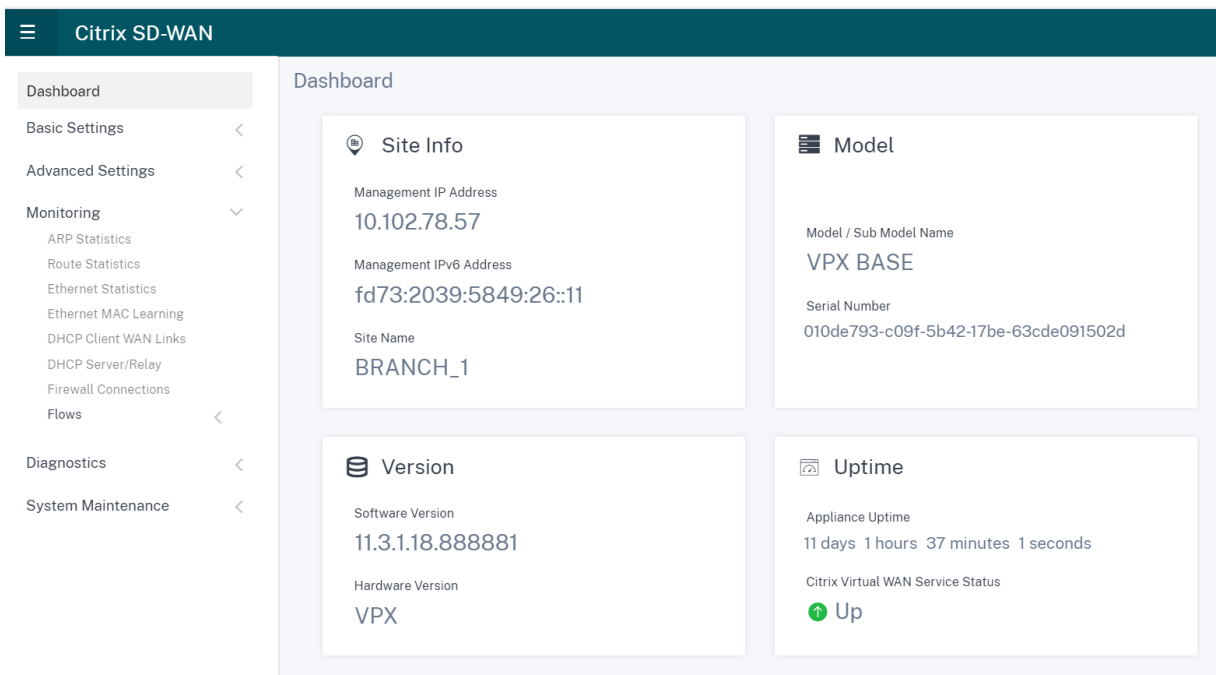 Citrix SD-WAN
Dashboard
Basic Settings
Advanced Settings
Monitoring
ARP Statistics
Route Statistics
Ethernet Statistics
Ethernet MAC Learning
DHCP Client WAN Links
DHCP Server/Relay
Firewall Connections
Flows
Diagnostics
System Maintenance
Dashboard
Site Info
Management IP Address
10.102.78.57
Management IPv6 Address
fd73:2039:5849:26::11
Site Name
BRANCH_1
Model
Model / Sub Model Name
VPX BASE
Serial Number
010de793-c09f-5b42-17be-63cde091502d
Version
Software Version
11.3.1.18.888881
Hardware Version
VPX
Uptime
Appliance Uptime
11 days 1 hours 37 minutes 1 seconds
Citrix Virtual WAN Service Status
Up